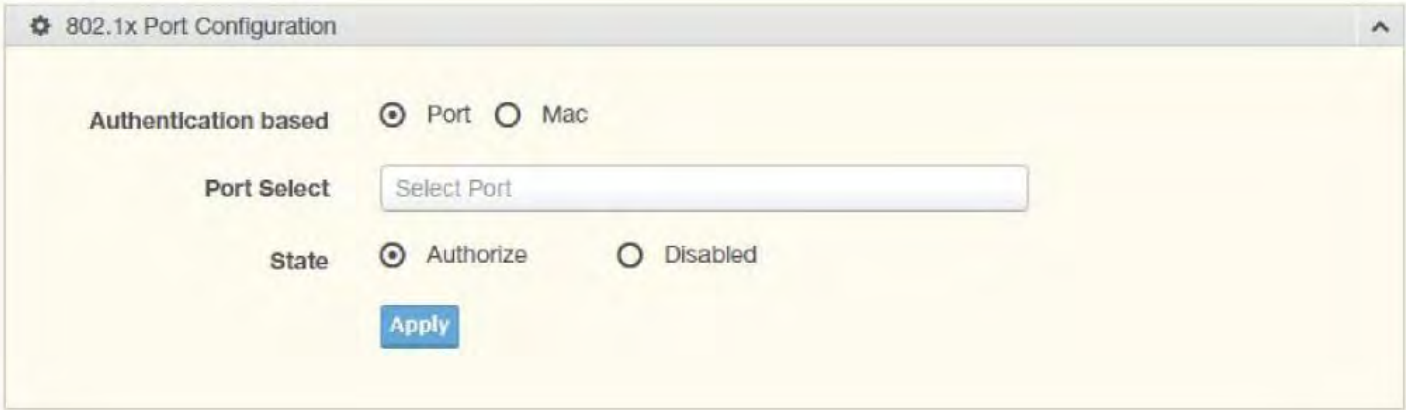 802.1x Port Configuration
Authentication based Port Mac
Port Select Select Port
State Authorize Disabled
Apply